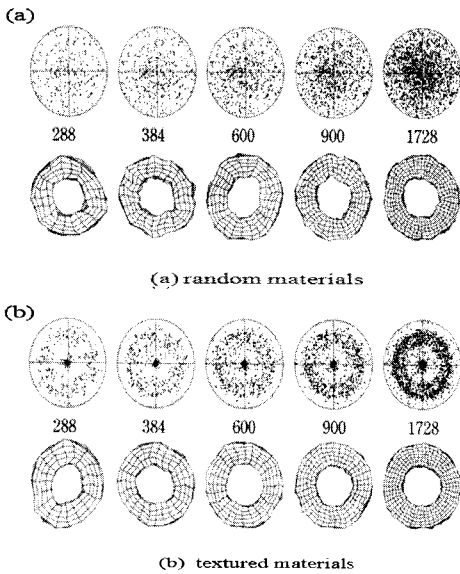 (a)
288 384 600 900 1728
(a) random materials
(b)
288 384 600 900 1728
(b) textured materials